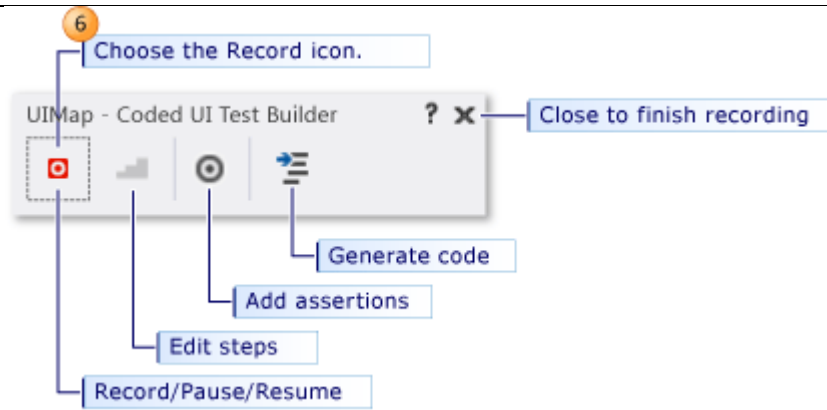 6
Choose the Record icon.
UIMap - Coded UI Test Builder ? X
Close to finish recording
Generate code
Add assertions
Edit steps
Record/Pause/Resume